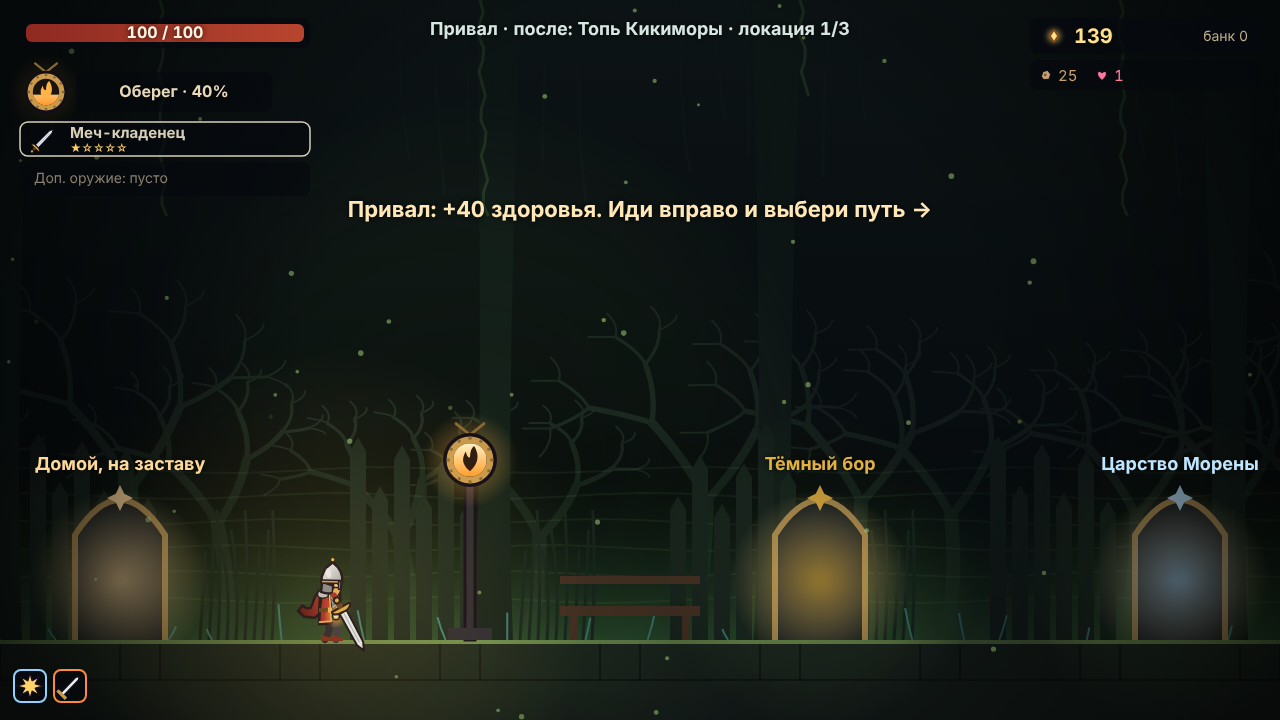 100 / 100
Привал · после: Топь Кикиморы · локация 1/3
139
банк 0
25
1
Оберег · 40%
Меч-кладенец
★☆☆☆☆
Доп. оружие: пусто
Привал: +40 здоровья. Иди вправо и выбери путь →
Домой, на заставу
Тёмный бор
Царство Морены